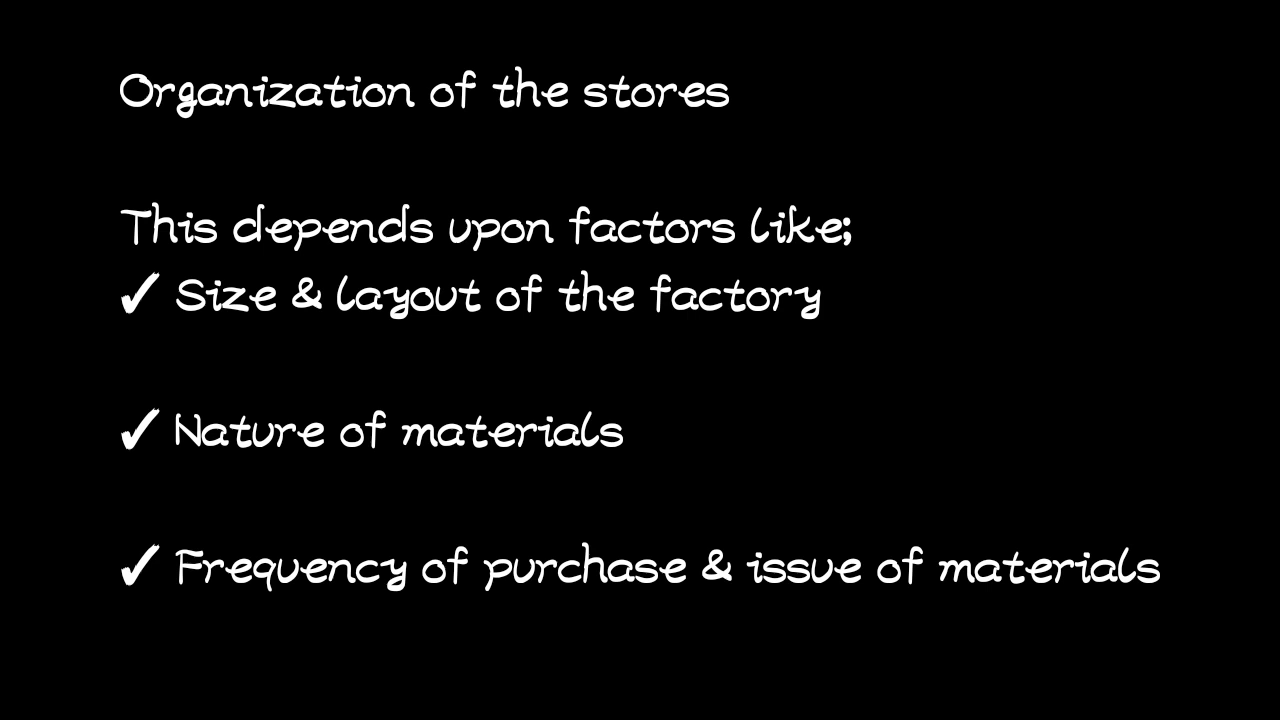 Organization of the stores
This depends upon factors like;
✓ Size & layout of the factory
✓ Nature of materials
✓ Frequency of purchase & issue of materials